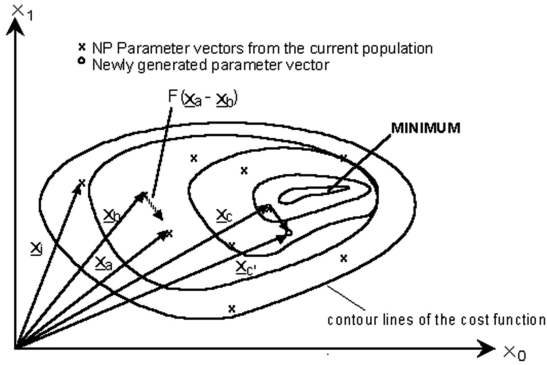 X1
x NP Parameter vectors from the current population
o Newly generated parameter vector
F(xa - xb)
MINIMUM
xb
xc
xi
xa
xc'
contour lines of the cost function
X0